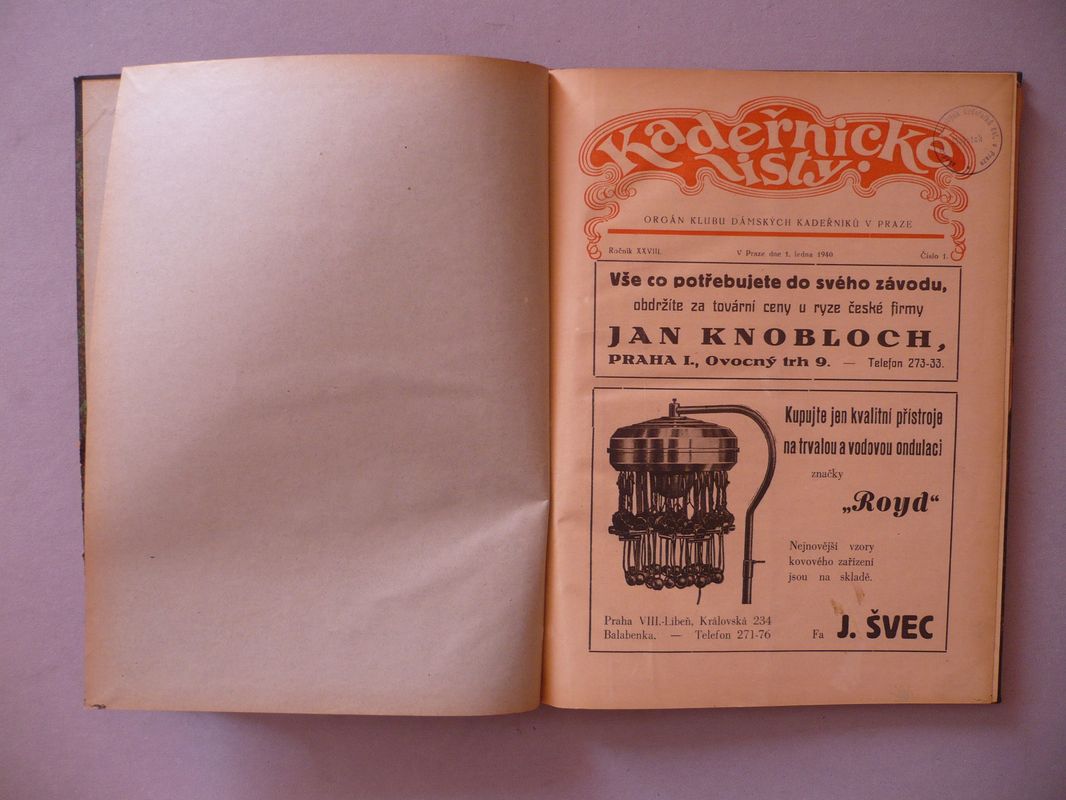 Kadeřnické
listy.
ORGÁN KLUBU DÁMSKÝCH KADEŘNIKŮ V PRAZE
Ročník XXVIII. V Praze dne 1. ledna 1940 Číslo 1.
Vše co potřebujete do svého závodu,
obdržíte za tovární ceny u ryze české firmy
JAN KNOBLOCH,
PRAHA I., Ovocný trh 9. — Telefon 273-33.
Kupujte jen kvalitní přístroje
na trvalou a vodovou ondulaci
značky
„Royd“
Nejnovější vzory
kovového zařízení
jsou na skladě.
Praha VIII.-Libeň, Královská 234
Balabenka. — Telefon 271-76
Fa J. ŠVEC